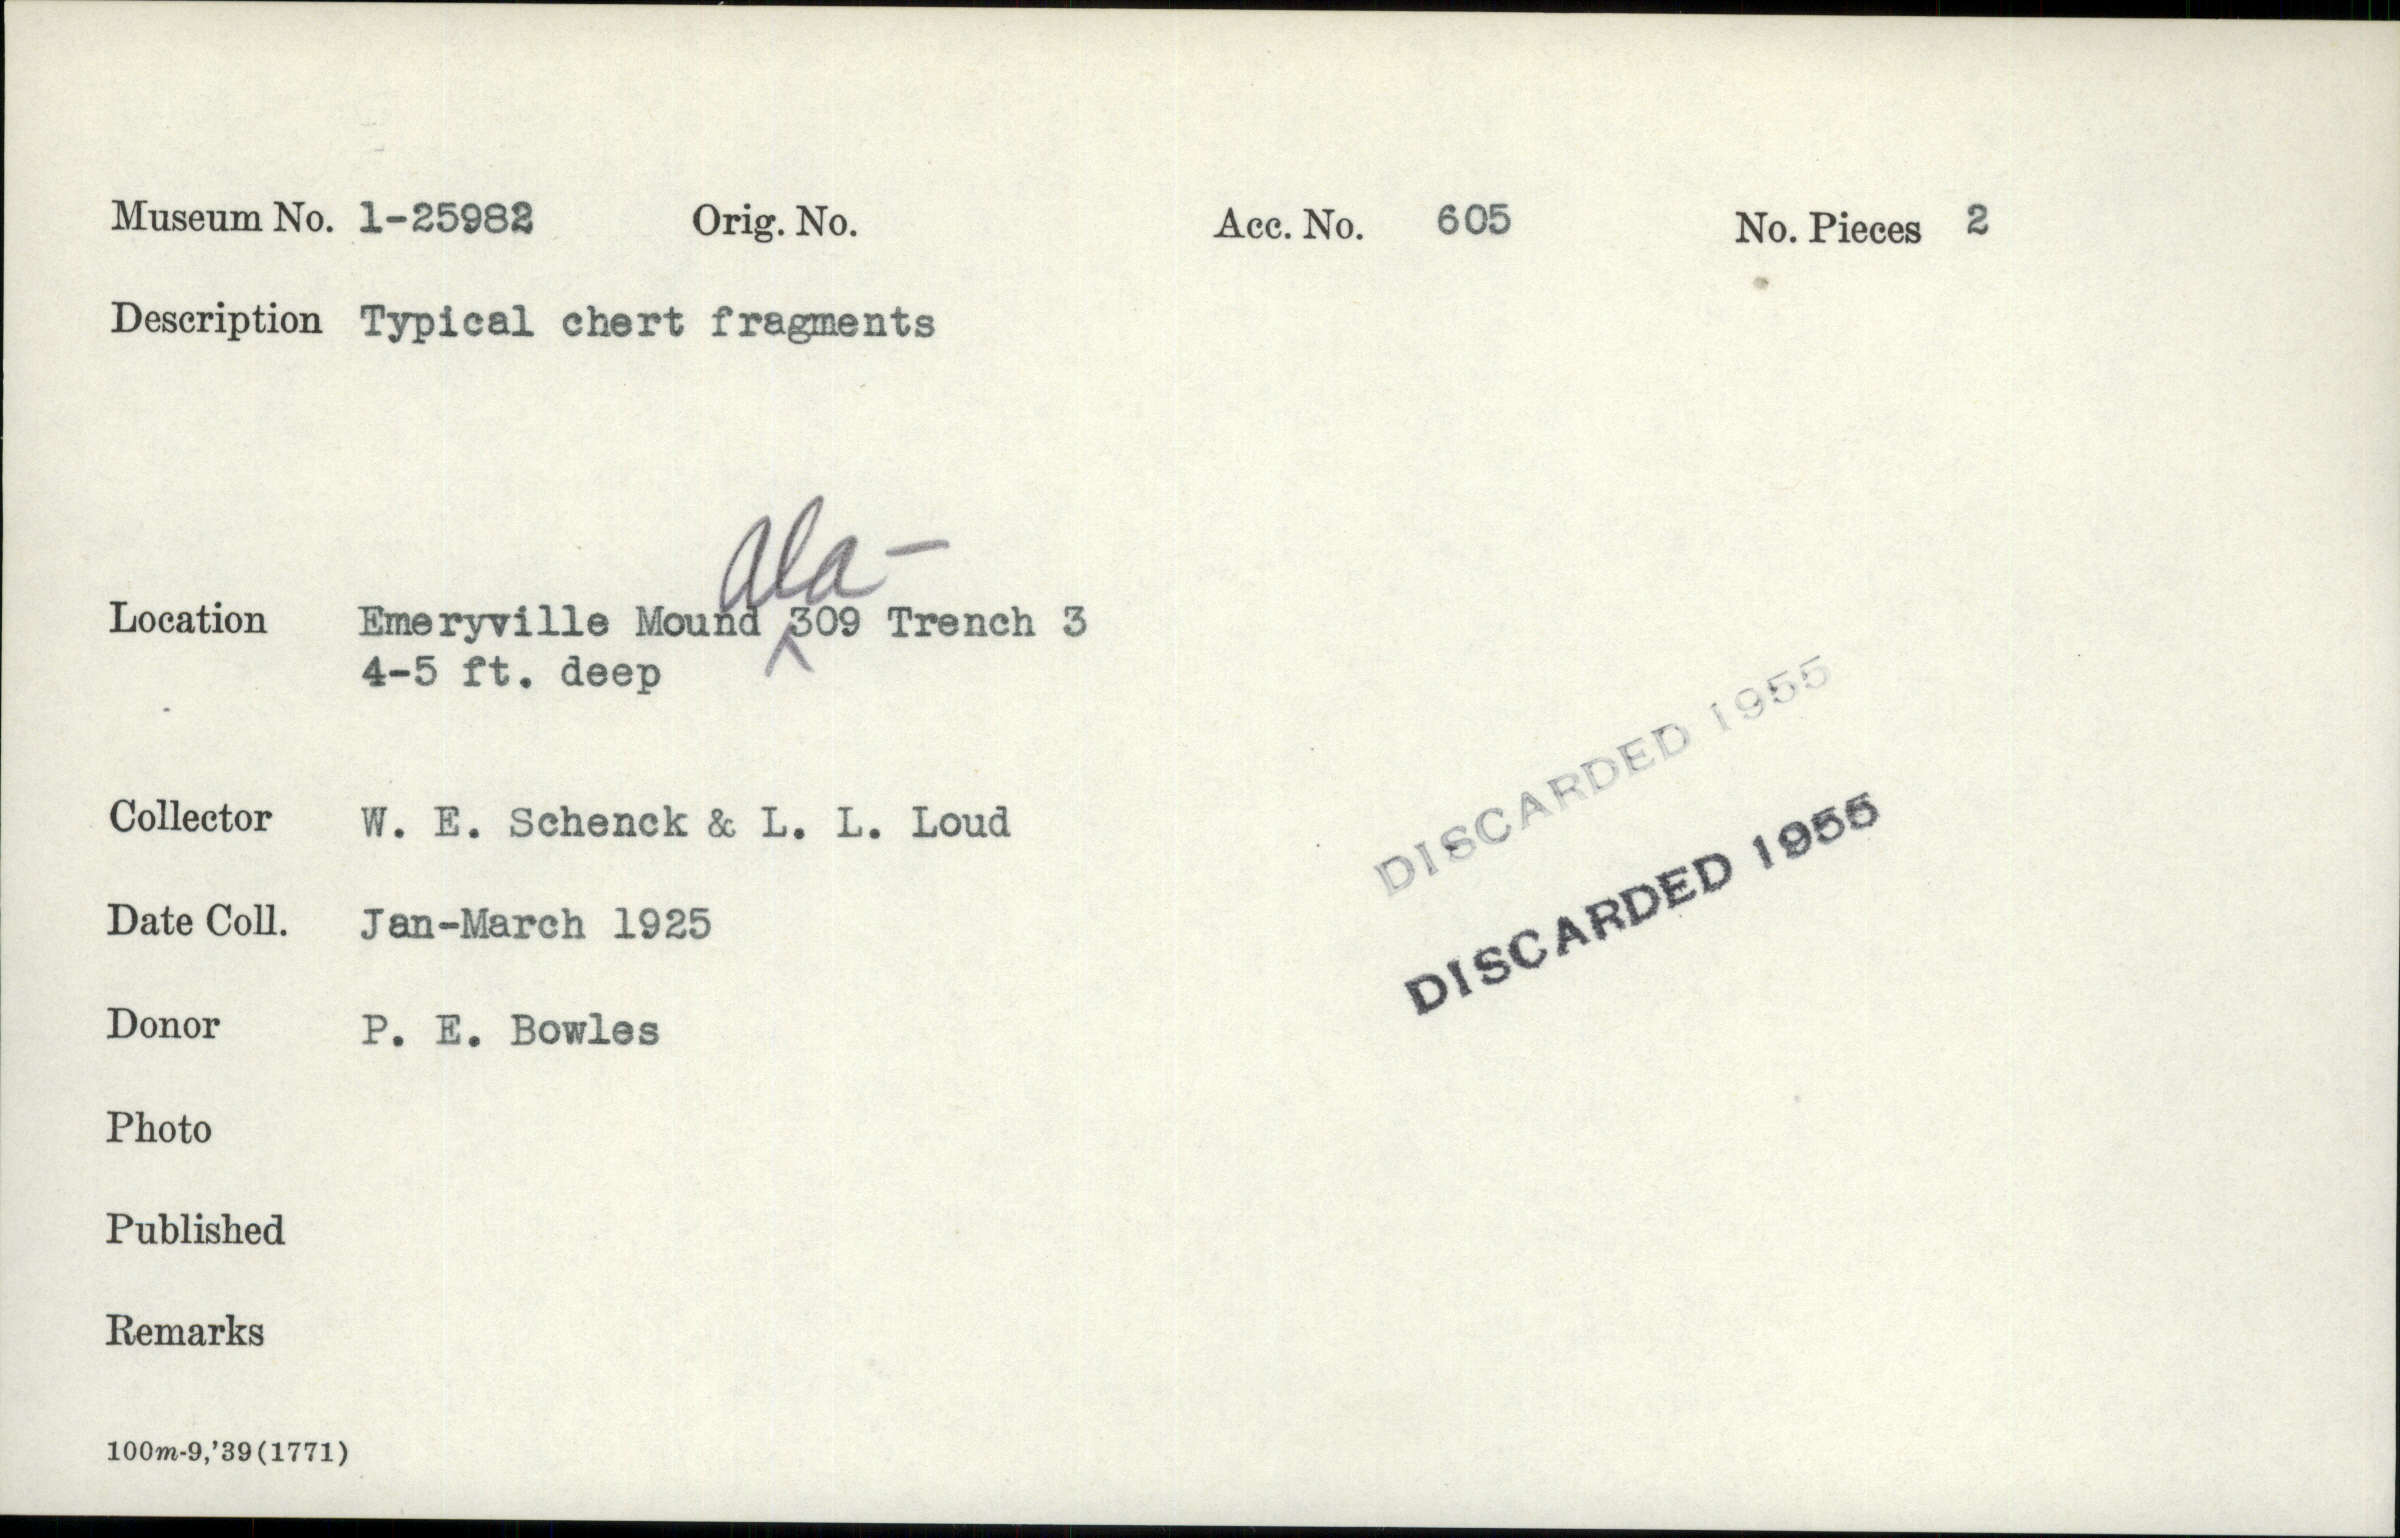 Museum No. 1-25982 Orig. No. Acc. No. 605 No. Pieces 2
Description Typical chert fragments
Ala-
Location Emeryville Mound ^ 309 Trench 3
4-5 ft. deep
DISCARDED 1955
Collector W. E. Schenck & L. L. Loud
DISCARDED 1955
Date Coll. Jan-March 1925
Donor P. E. Bowles
Photo
Published
Remarks
100m-9,'39(1771)